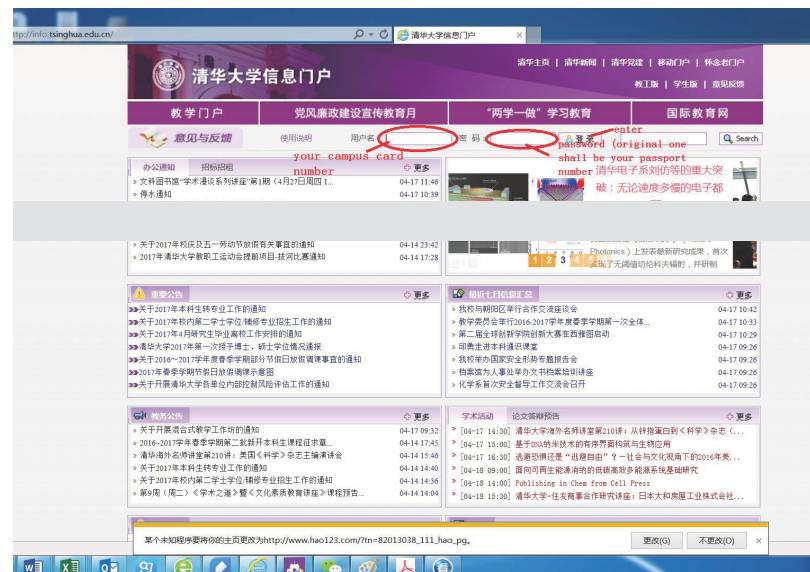 ttp://info.tsinghua.edu.cn/
清华大学信息门户 ×
清华大学信息门户
清华主页 | 清华新闻 | 清华党建 | 移动门户 | 怀念老门户
教工版 | 学生版 | 意见反馈
教学门户 党风廉政建设宣传教育月 "两学一做"学习教育 国际教育网
意见与反馈 使用说明 用户名: 密 码: 登 录 Search
your campus card
number
enter
password (original one
shall be your passport
number
办公通知 招标招租 更多
» 文科图书馆"学术漫谈系列讲座"第1期(4月27日周四 1... 04-17 11:46
» 停水通知 04-17 10:39
清华电子系刘仿等的重大突
破:无论速度多慢的电子都
» 关于2017年校庆及五一劳动节放假有关事宜的通知 04-14 23:42
» 2017年清华大学教职工运动会提前项目-拔河比赛通知 04-14 17:28
Photonics)上发表最新研究成果,首次
实现了无阈值切伦科夫辐射,并研制
1 2 3 4 5
重要公告 更多
»»关于2017年本科生转专业工作的通知
»»关于2017年校内第二学士学位/辅修专业招生工作的通知
»»关于2017年4月研究生毕业离校工作安排的通知
»»清华大学2017年第一次授予博士、硕士学位情况通报
»»关于2016~2017学年度春季学期部分节假日放假调课事宜的通知
»»2017年春季学期节假日放假调课示意图
»»关于开展清华大学各单位内部控制风险评估工作的通知
最近七日信息汇总 更多
» 我校与朝阳区举行合作交流座谈会 04-17 10:42
» 教学委员会举行2016-2017学年度春季学期第一次全体... 04-17 10:33
» 第二届全球创新学院创新大赛在西雅图启动 04-17 10:29
» 邱勇走进本科通识课堂 04-17 09:26
» 我校举办国家安全形势专题报告会 04-17 09:26
» 档案馆为人事处举办文书档案培训讲座 04-17 09:26
» 化学系首次安全督导工作交流会召开 04-17 09:26
教务公告 更多
» 关于开展混合式教学工作坊的通知 04-17 09:32
» 2016-2017学年春季学期第二批新开本科生课程征求意... 04-14 17:45
» 清华海外名师讲堂第210讲:美国《科学》杂志主编演讲会 04-14 15:46
» 关于2017年本科生转专业工作的通知 04-14 14:40
» 关于2017年校内第二学士学位/辅修专业招生工作的通知 04-14 14:36
» 第9周(周二)《学术之道》暨《文化素质教育讲座》课程预告... 04-14 14:04
学术活动 论文答辩预告 更多
» [04-17 14:30] 清华大学海外名师讲堂第210讲:从锌指蛋白到《科学》杂志(...
» [04-17 15:00] 基于DNA纳米技术的有序界面构筑与生物应用
» [04-17 16:30] 逃避恐惧还是"逃避自由"?—社会与文化视角下的2016年美...
» [04-18 09:00] 面向可再生能源消纳的低碳高效多能源系统基础研究
» [04-18 14:00] Publishing in Chem from Cell Press
» [04-18 15:30] 清华大学-住友商事合作研究讲座:日本大和房屋工业株式会社...
某个未知程序要将你的主页更改为http://www.hao123.com/?tn=82013038_111_hao_pg。 更改(G) 不更改(O) ×